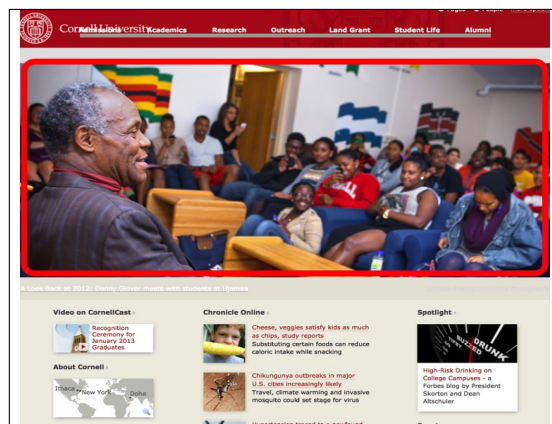 Cornell University
Admissions Academics Research Outreach Land Grant Student Life Alumni
A Look Back at 2012: Danny Glover meets with students at Ujamaa
Video on CornellCast ›
Recognition
Ceremony for
January 2013
Graduates
About Cornell ›
Ithaca New York Doha
Chronicle Online ›
Cheese, veggies satisfy kids as much
as chips, study reports
Substituting certain foods can reduce
caloric intake while snacking
Chikungunya outbreaks in major
U.S. cities increasingly likely
Travel, climate warming and invasive
mosquito could set stage for virus
Spotlight ›
BUZZED
DRUNK
High-Risk Drinking on
College Campuses - a
Forbes blog by President
Skorton and Dean
Altschuler